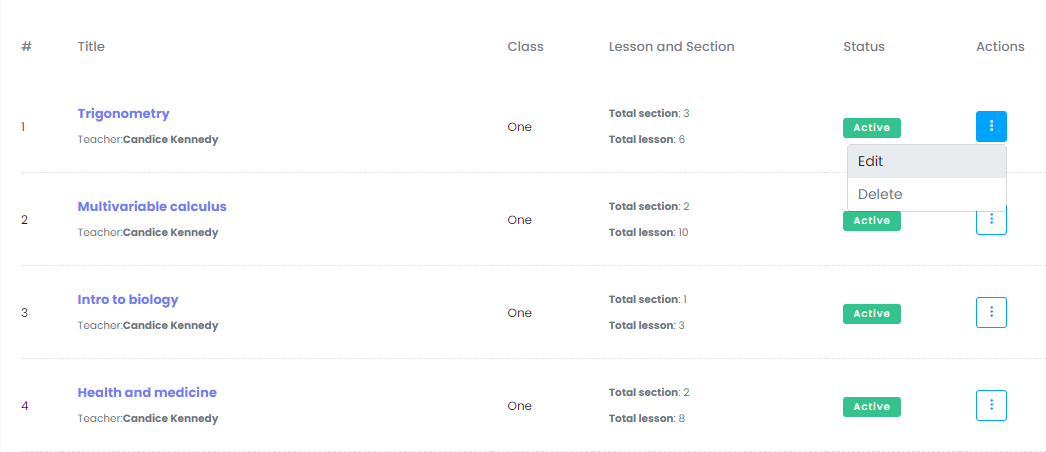 # Title Class Lesson and Section Status Actions
1 Trigonometry Teacher:Candice Kennedy One Total section: 3 Total lesson: 6 Active
Edit
Delete
2 Multivariable calculus Teacher:Candice Kennedy One Total section: 2 Total lesson: 10 Active
3 Intro to biology Teacher:Candice Kennedy One Total section: 1 Total lesson: 3 Active
4 Health and medicine Teacher:Candice Kennedy One Total section: 2 Total lesson: 8 Active